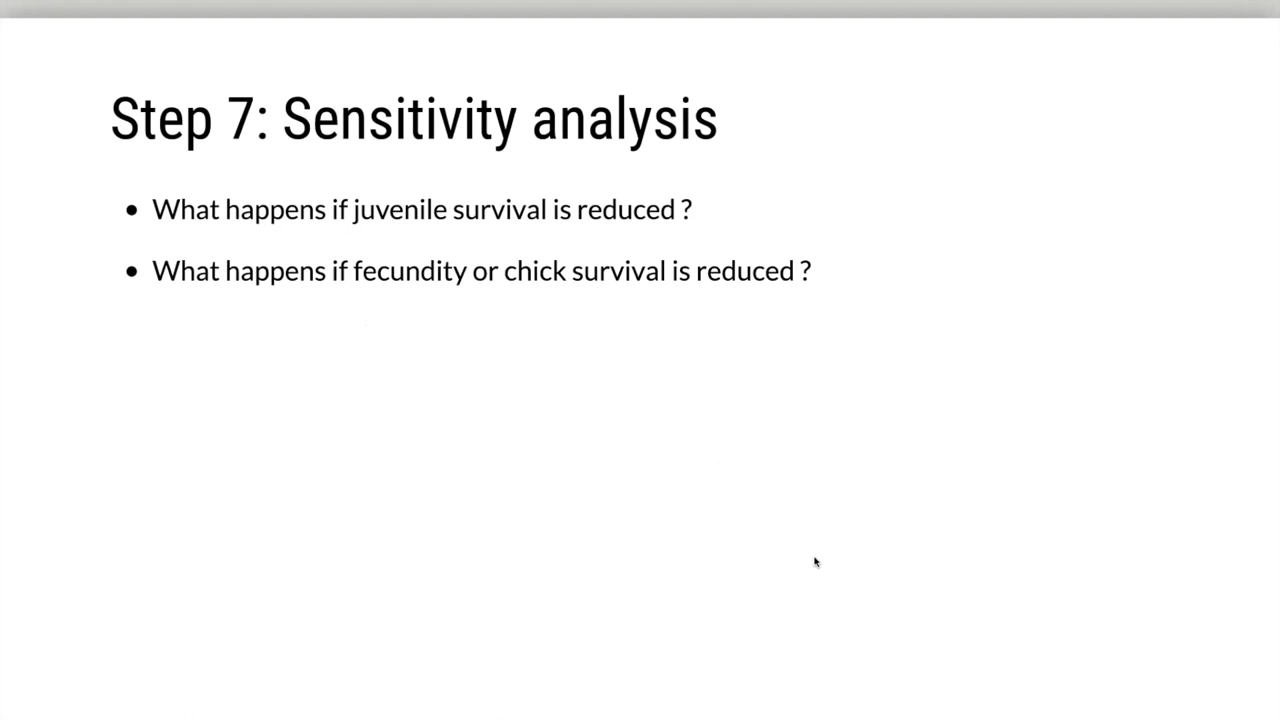 Step 7: Sensitivity analysis
• What happens if juvenile survival is reduced ?
• What happens if fecundity or chick survival is reduced ?